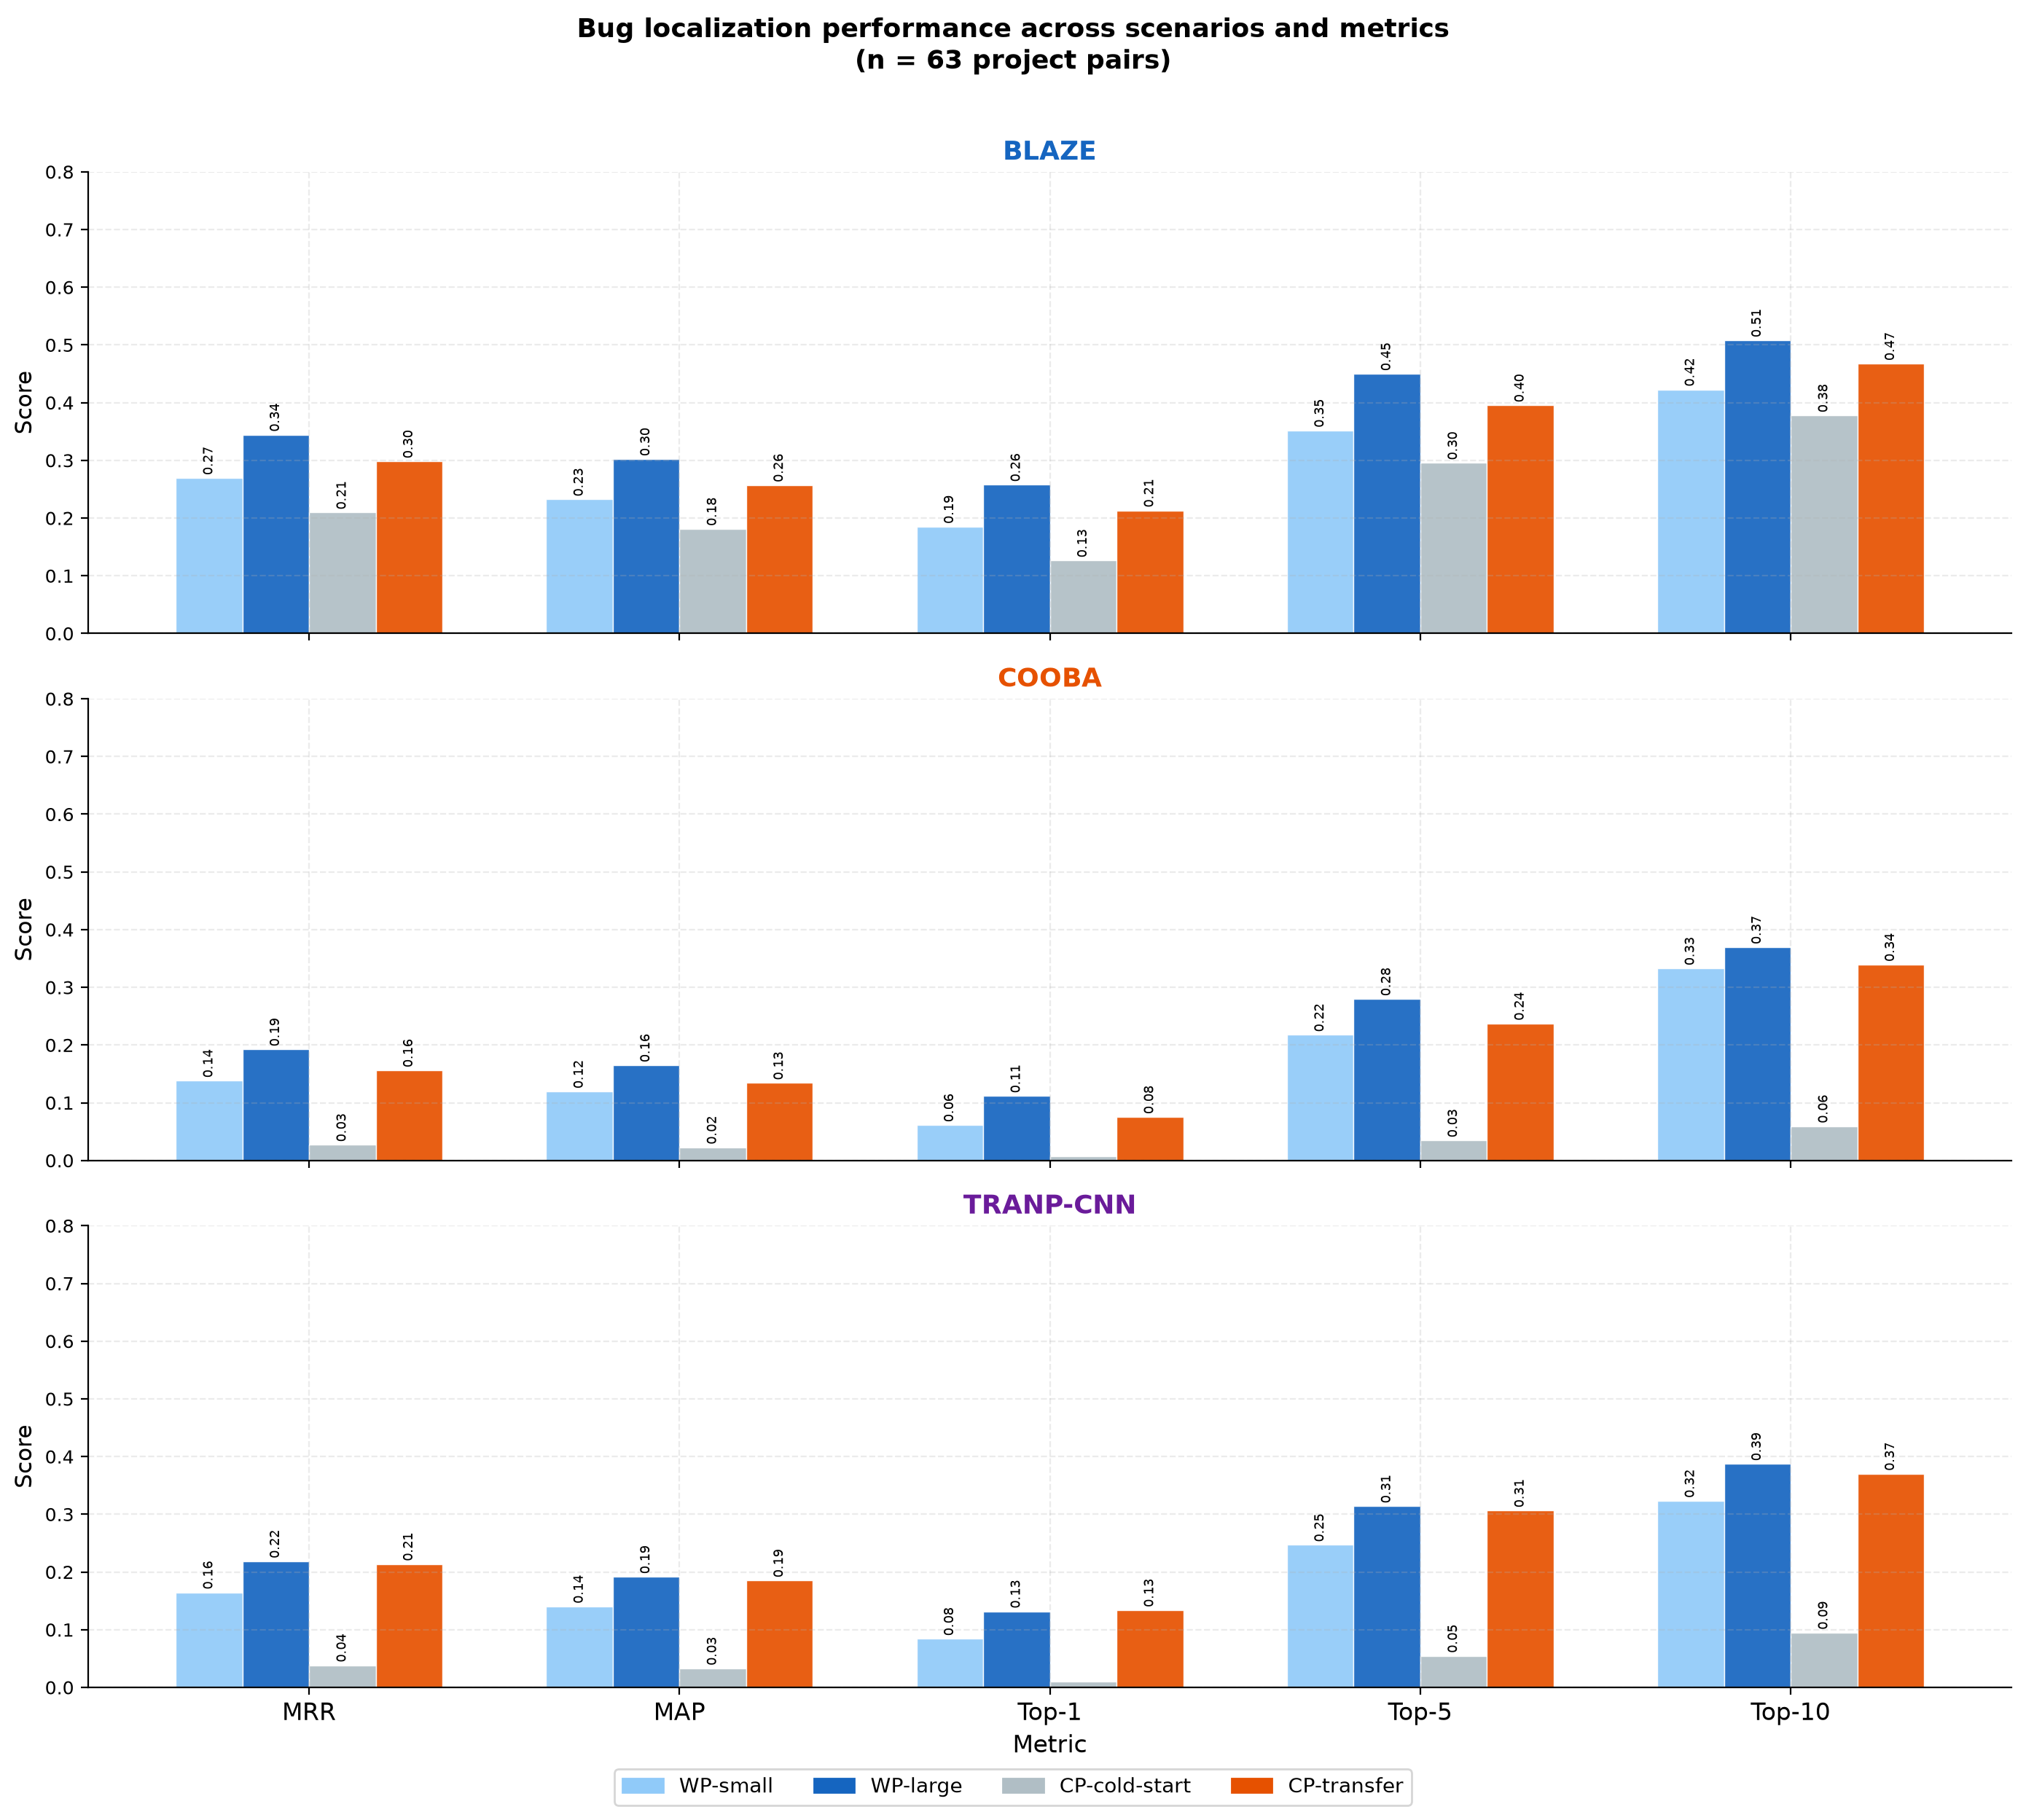 Bug localization performance across scenarios and metrics
(n = 63 project pairs)
BLAZE
Score
0.8
0.7
0.6
0.5
0.4
0.3
0.2
0.1
0.0
0.27 0.34 0.21 0.30
0.23 0.30 0.18 0.26
0.19 0.26 0.13 0.21
0.35 0.45 0.30 0.40
0.42 0.51 0.38 0.47
COOBA
Score
0.8
0.7
0.6
0.5
0.4
0.3
0.2
0.1
0.0
0.14 0.19 0.03 0.16
0.12 0.16 0.02 0.13
0.06 0.11 0.08
0.22 0.28 0.03 0.24
0.33 0.37 0.06 0.34
TRANP-CNN
Score
0.8
0.7
0.6
0.5
0.4
0.3
0.2
0.1
0.0
0.16 0.22 0.04 0.21
0.14 0.19 0.03 0.19
0.08 0.13 0.13
0.25 0.31 0.05 0.31
0.32 0.39 0.09 0.37
MRR MAP Top-1 Top-5 Top-10
Metric
WP-small WP-large CP-cold-start CP-transfer